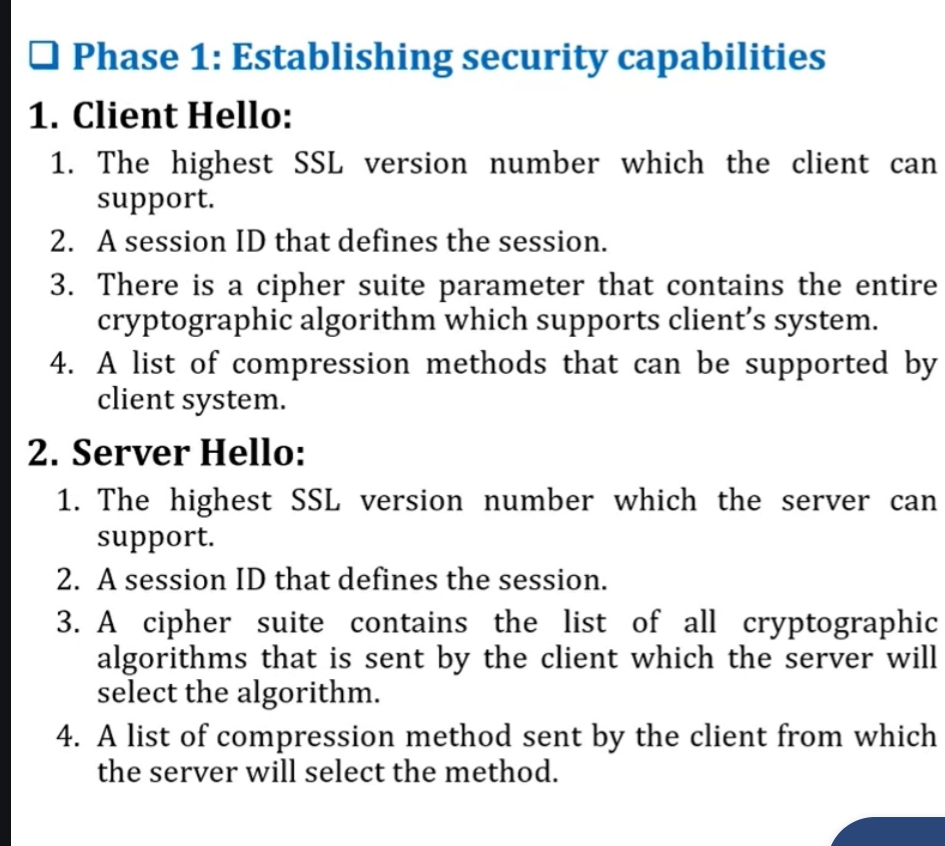 ❑ Phase 1: Establishing security capabilities
1. Client Hello:
1. The highest SSL version number which the client can
support.
2. A session ID that defines the session.
3. There is a cipher suite parameter that contains the entire
cryptographic algorithm which supports client’s system.
4. A list of compression methods that can be supported by
client system.
2. Server Hello:
1. The highest SSL version number which the server can
support.
2. A session ID that defines the session.
3. A cipher suite contains the list of all cryptographic
algorithms that is sent by the client which the server will
select the algorithm.
4. A list of compression method sent by the client from which
the server will select the method.